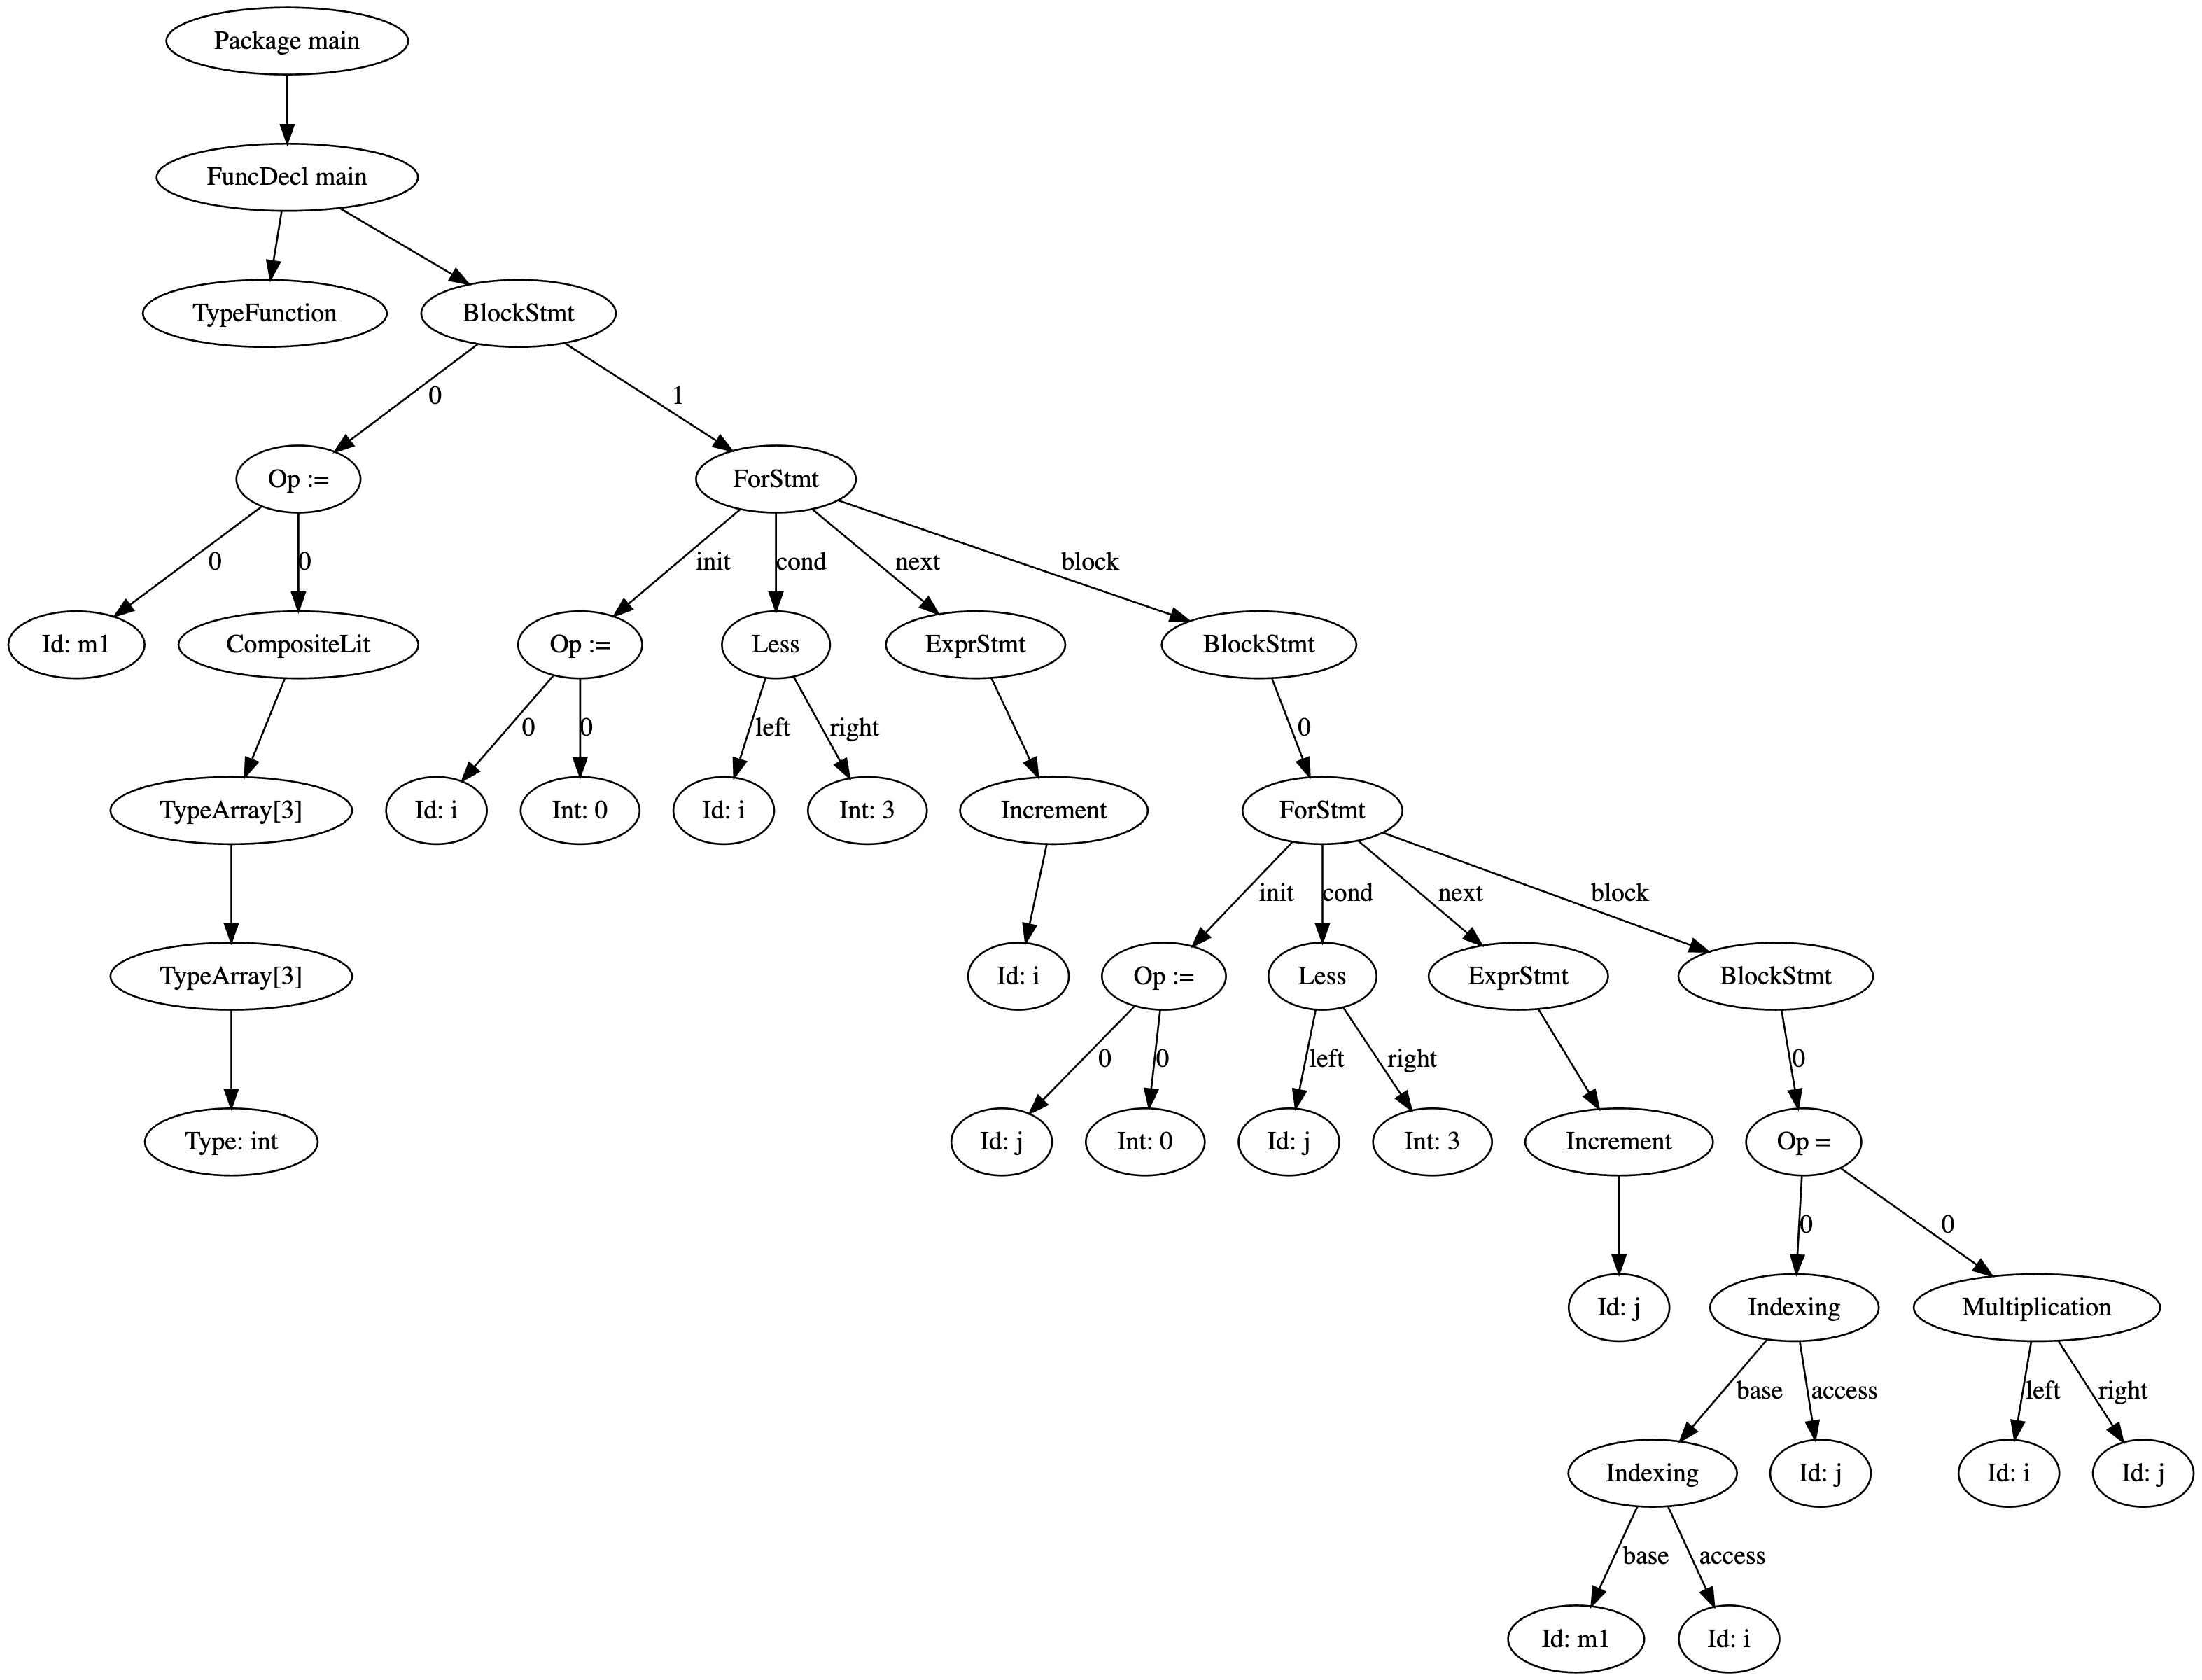 Package main
FuncDecl main
TypeFunction
BlockStmt
0
1
Op :=
ForStmt
0
0
init
cond
next
block
Id: m1
CompositeLit
Op :=
Less
ExprStmt
BlockStmt
0
0
left
right
0
TypeArray[3]
Id: i
Int: 0
Id: i
Int: 3
Increment
ForStmt
init
cond
next
block
TypeArray[3]
Id: i
Op :=
Less
ExprStmt
BlockStmt
0
0
left
right
0
Type: int
Id: j
Int: 0
Id: j
Int: 3
Increment
Op =
0
0
Id: j
Indexing
Multiplication
base
access
left
right
Indexing
Id: j
Id: i
Id: j
base
access
Id: m1
Id: i